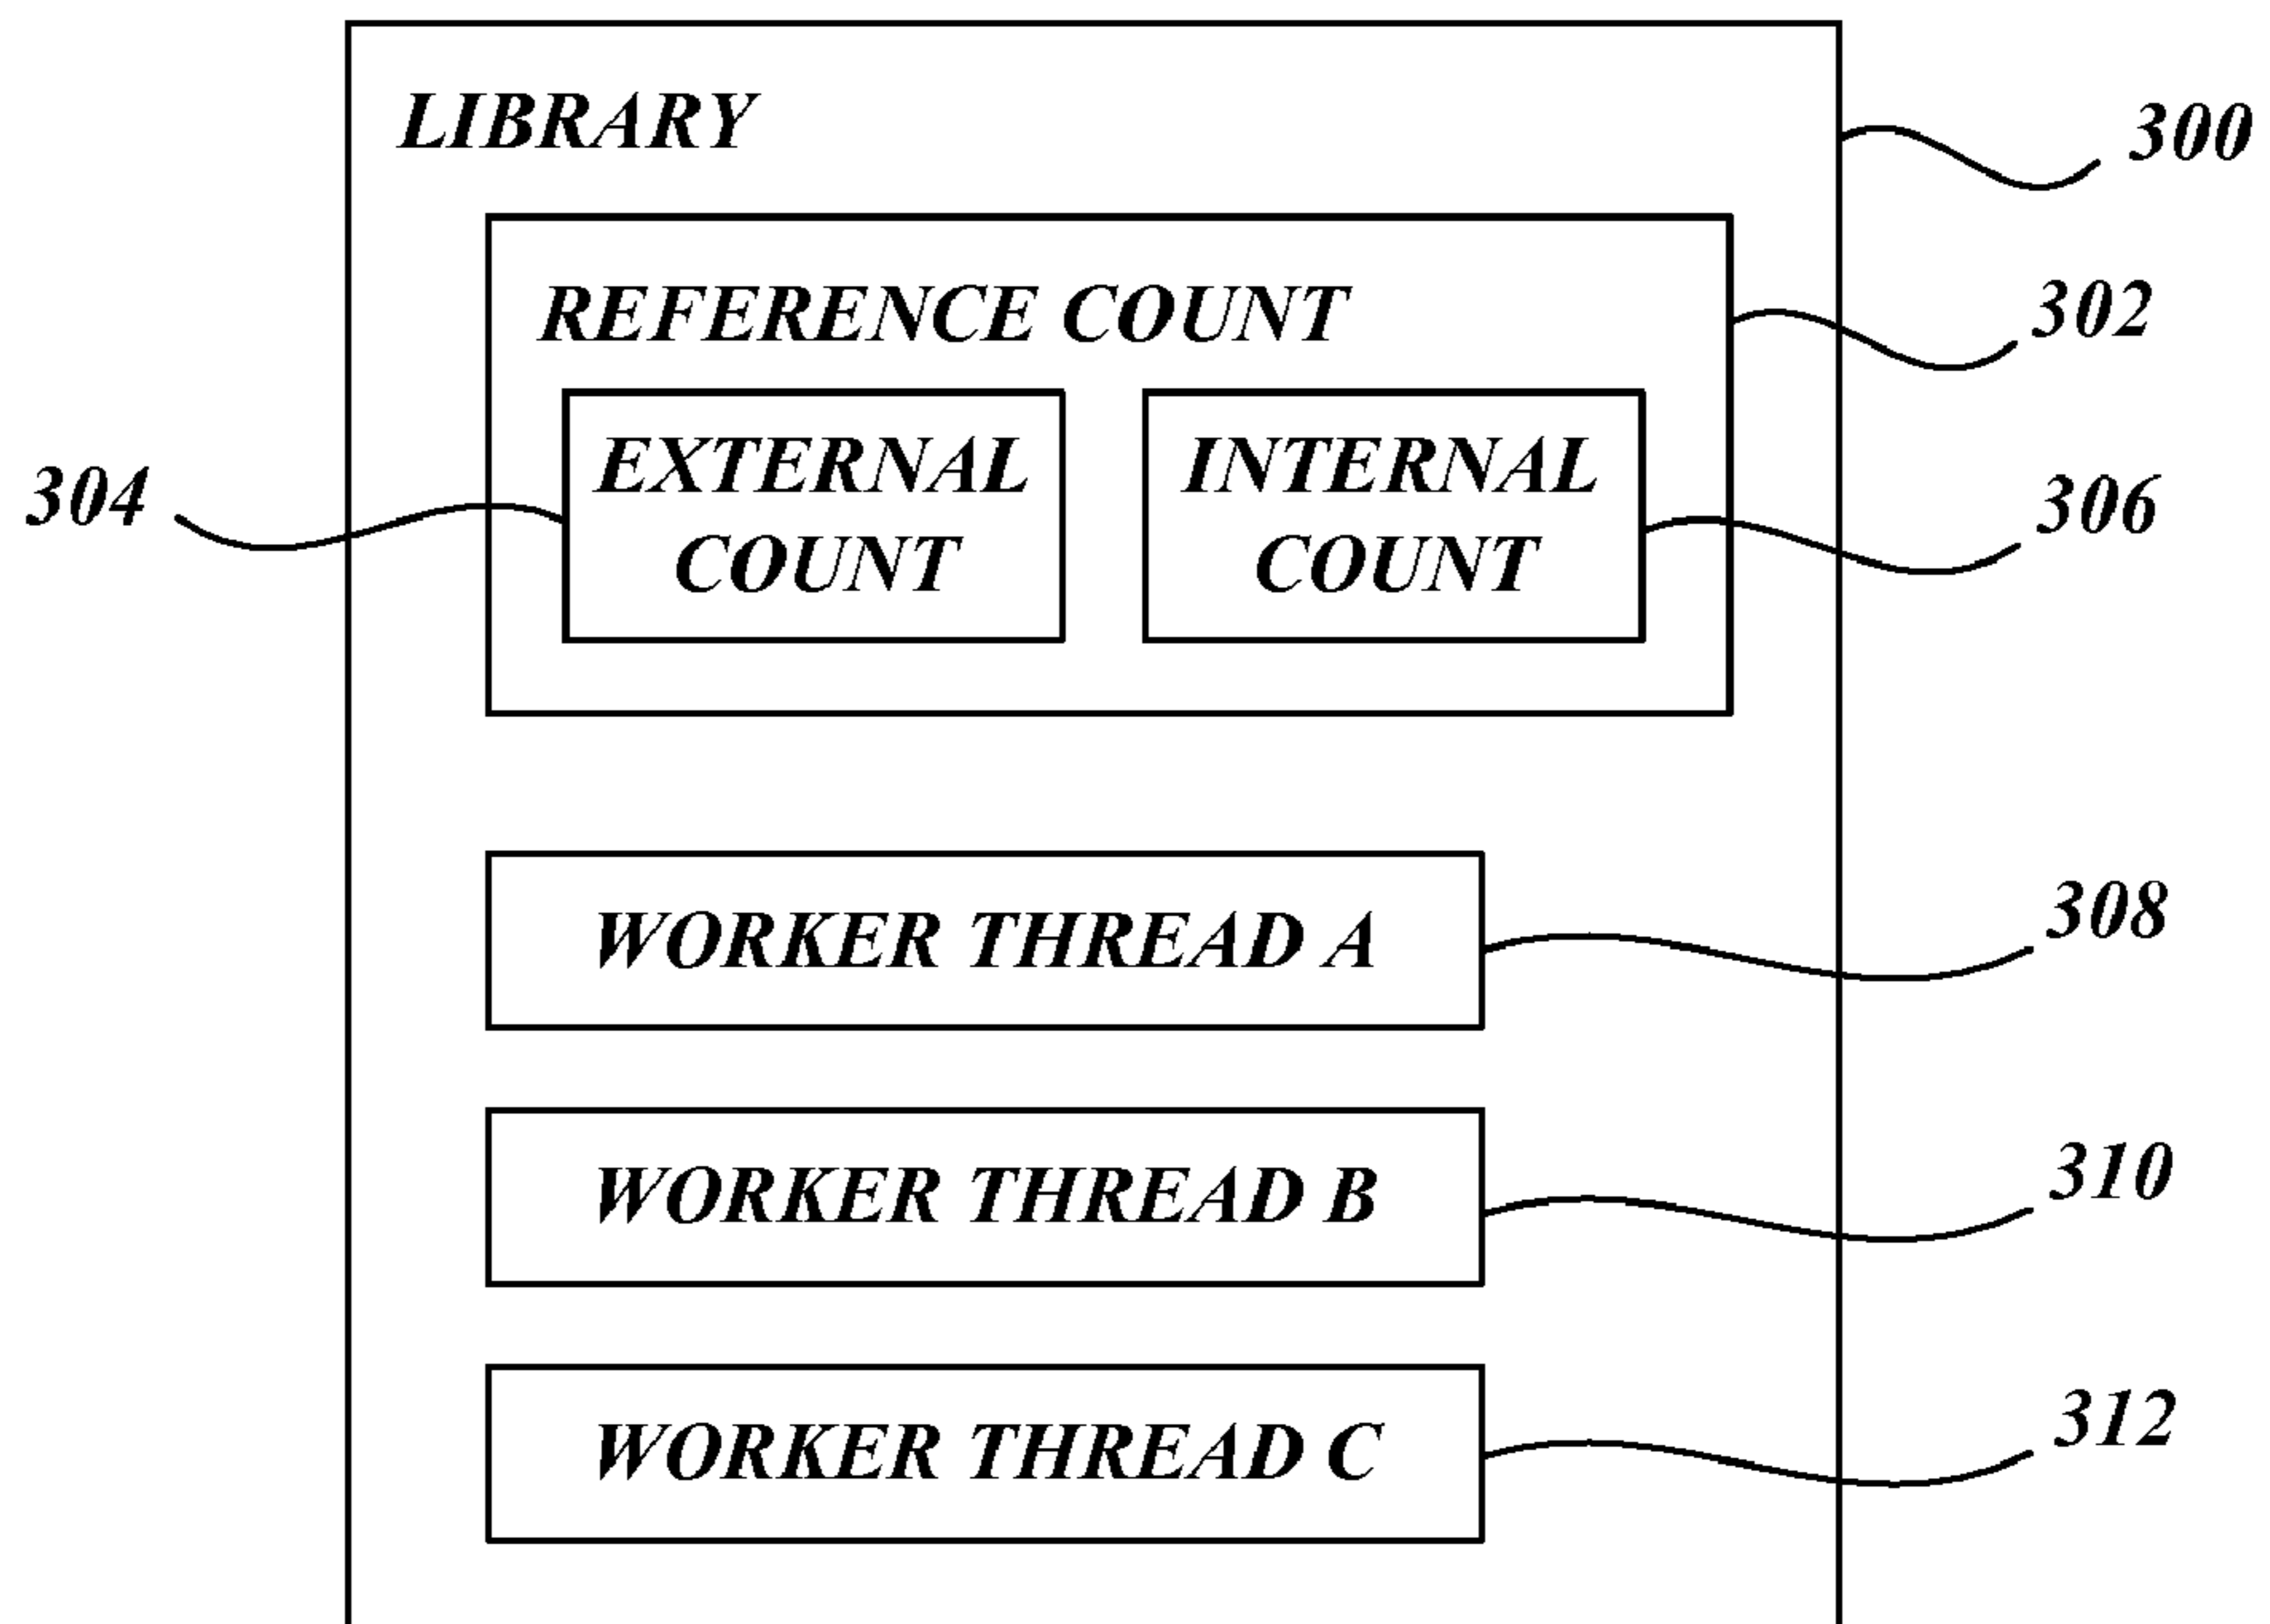 LIBRARY
300
REFERENCE COUNT
302
304
EXTERNAL
COUNT
INTERNAL
COUNT
306
WORKER THREAD A
308
WORKER THREAD B
310
WORKER THREAD C
312